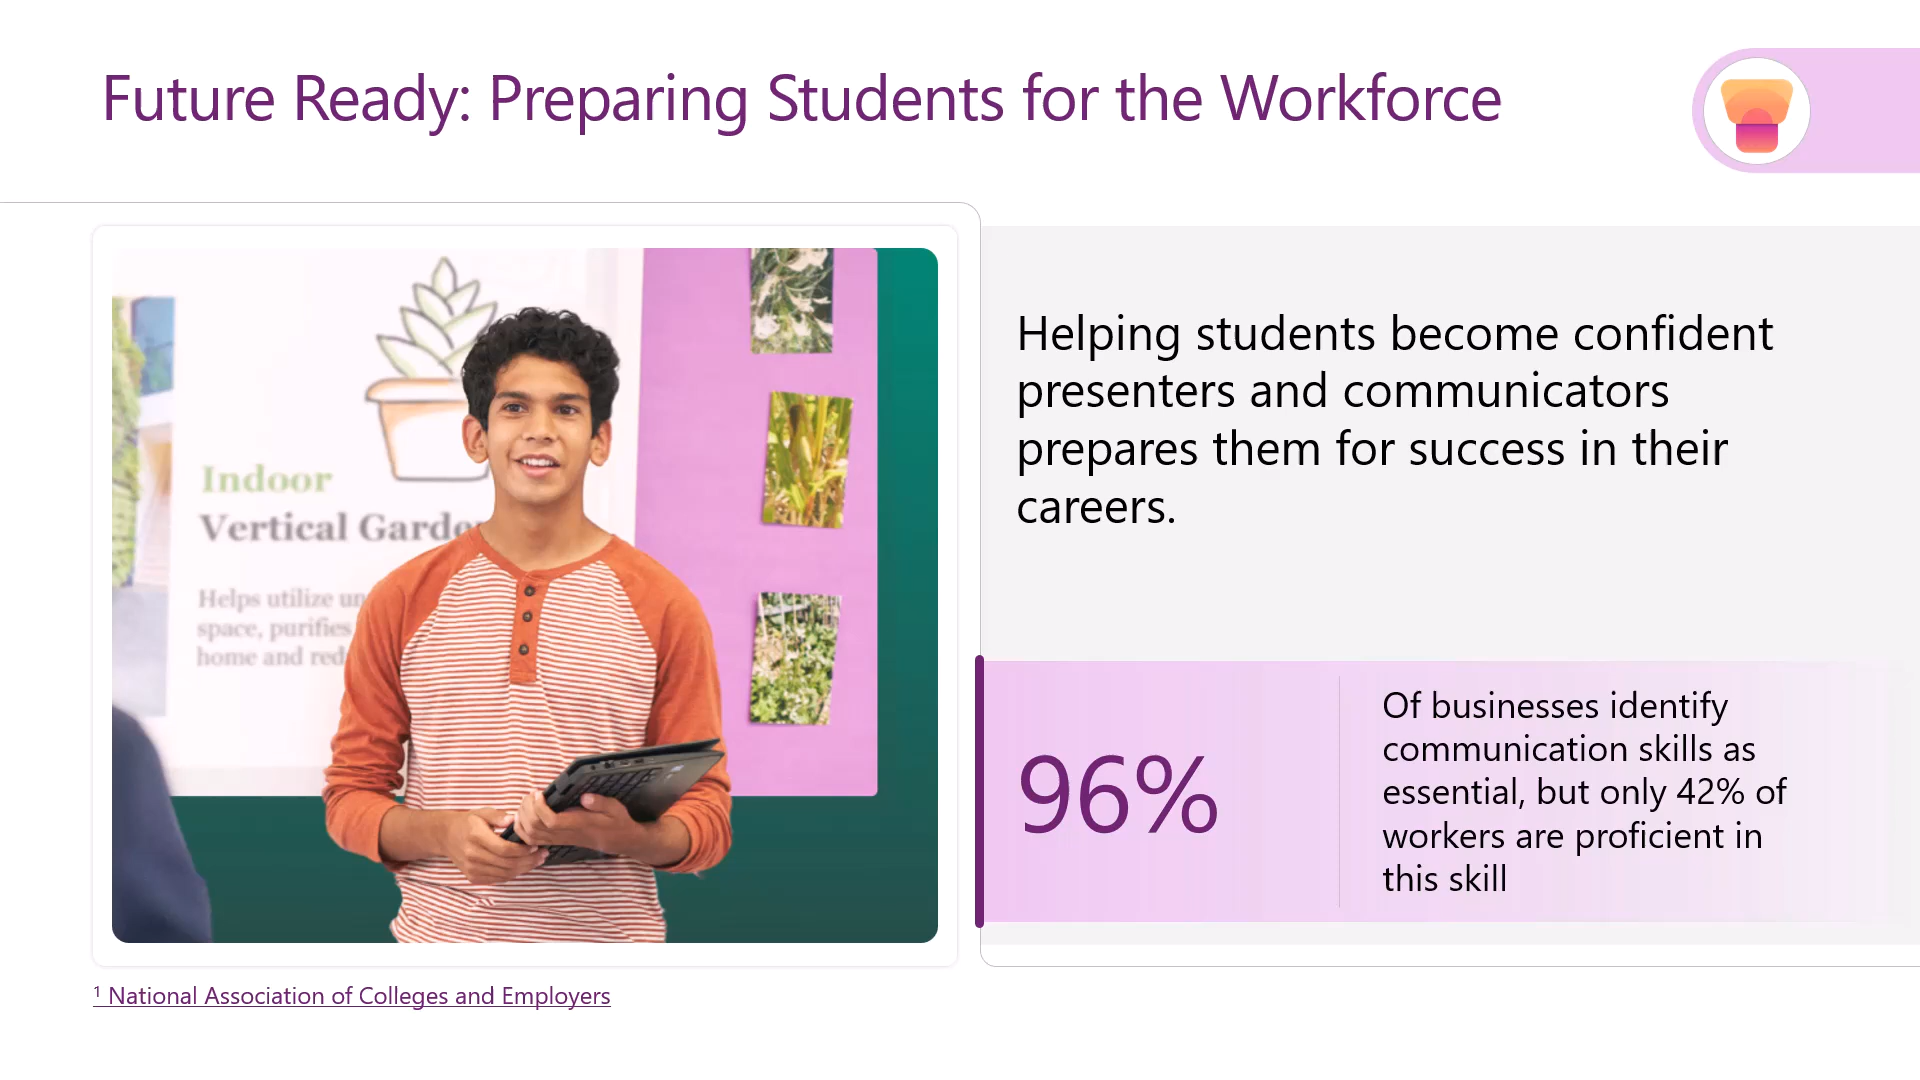 Future Ready: Preparing Students for the Workforce
Indoor
Vertical Garde
Helps utilize un
space, purifies
home and red
Helping students become confident
presenters and communicators
prepares them for success in their
careers.
96%
Of businesses identify
communication skills as
essential, but only 42% of
workers are proficient in
this skill
¹ National Association of Colleges and Employers